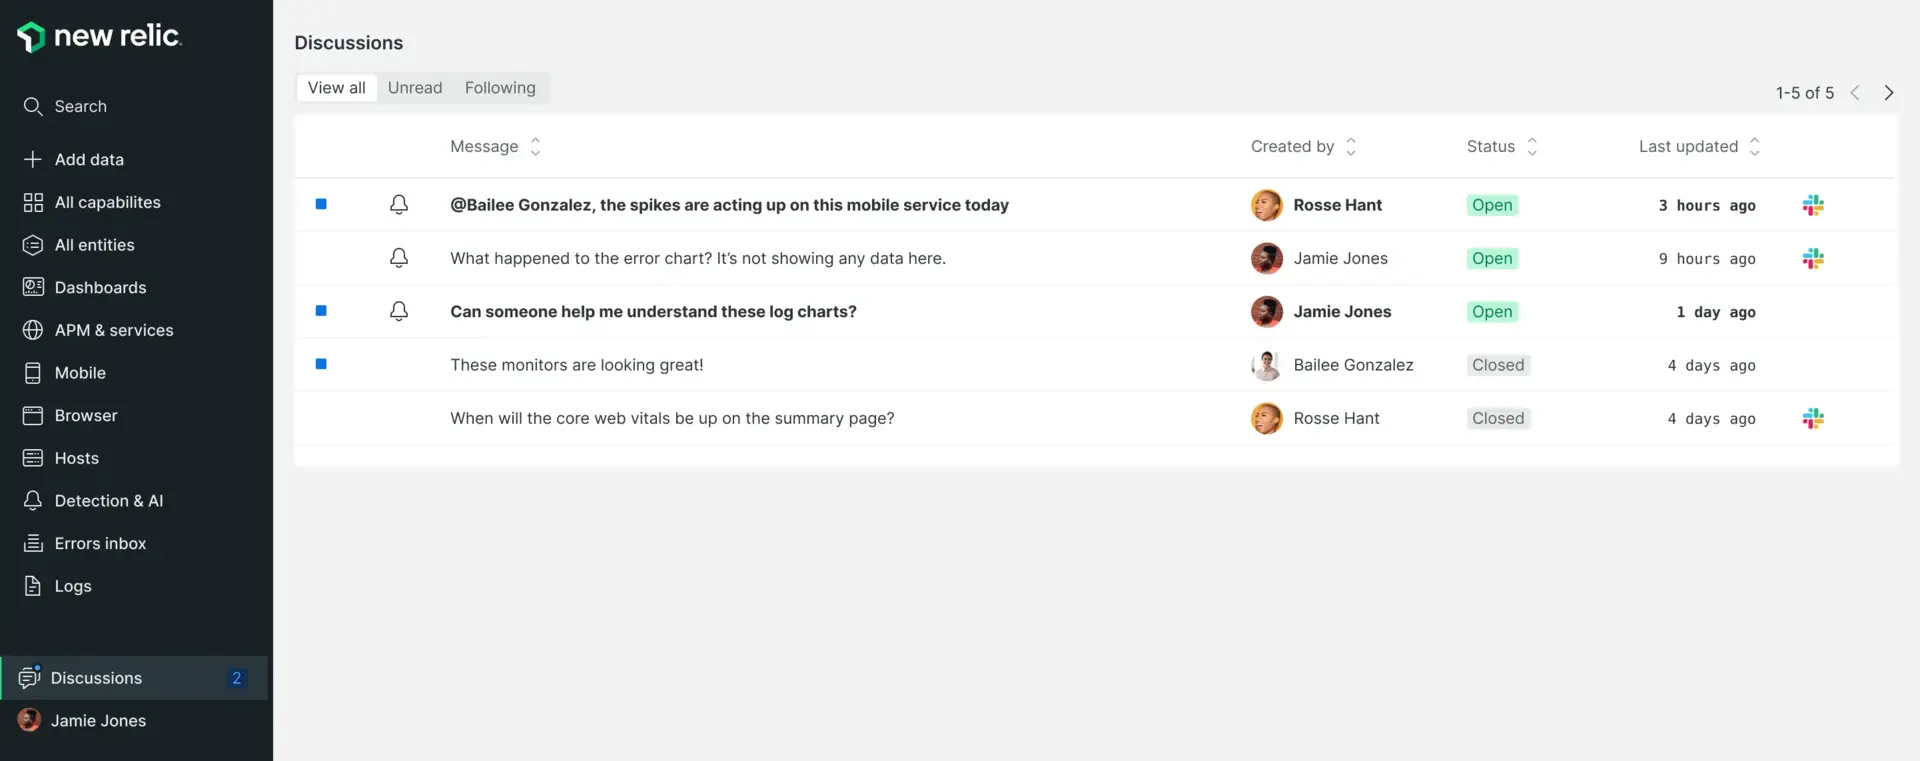 new relic.
Search
Add data
All capabilites
All entities
Dashboards
APM & services
Mobile
Browser
Hosts
Detection & AI
Errors inbox
Logs
Discussions 2
Jamie Jones
Discussions
View all Unread Following
1-5 of 5
Message Created by Status Last updated
@Bailee Gonzalez, the spikes are acting up on this mobile service today Rosse Hant Open 3 hours ago
What happened to the error chart? It’s not showing any data here. Jamie Jones Open 9 hours ago
Can someone help me understand these log charts? Jamie Jones Open 1 day ago
These monitors are looking great! Bailee Gonzalez Closed 4 days ago
When will the core web vitals be up on the summary page? Rosse Hant Closed 4 days ago